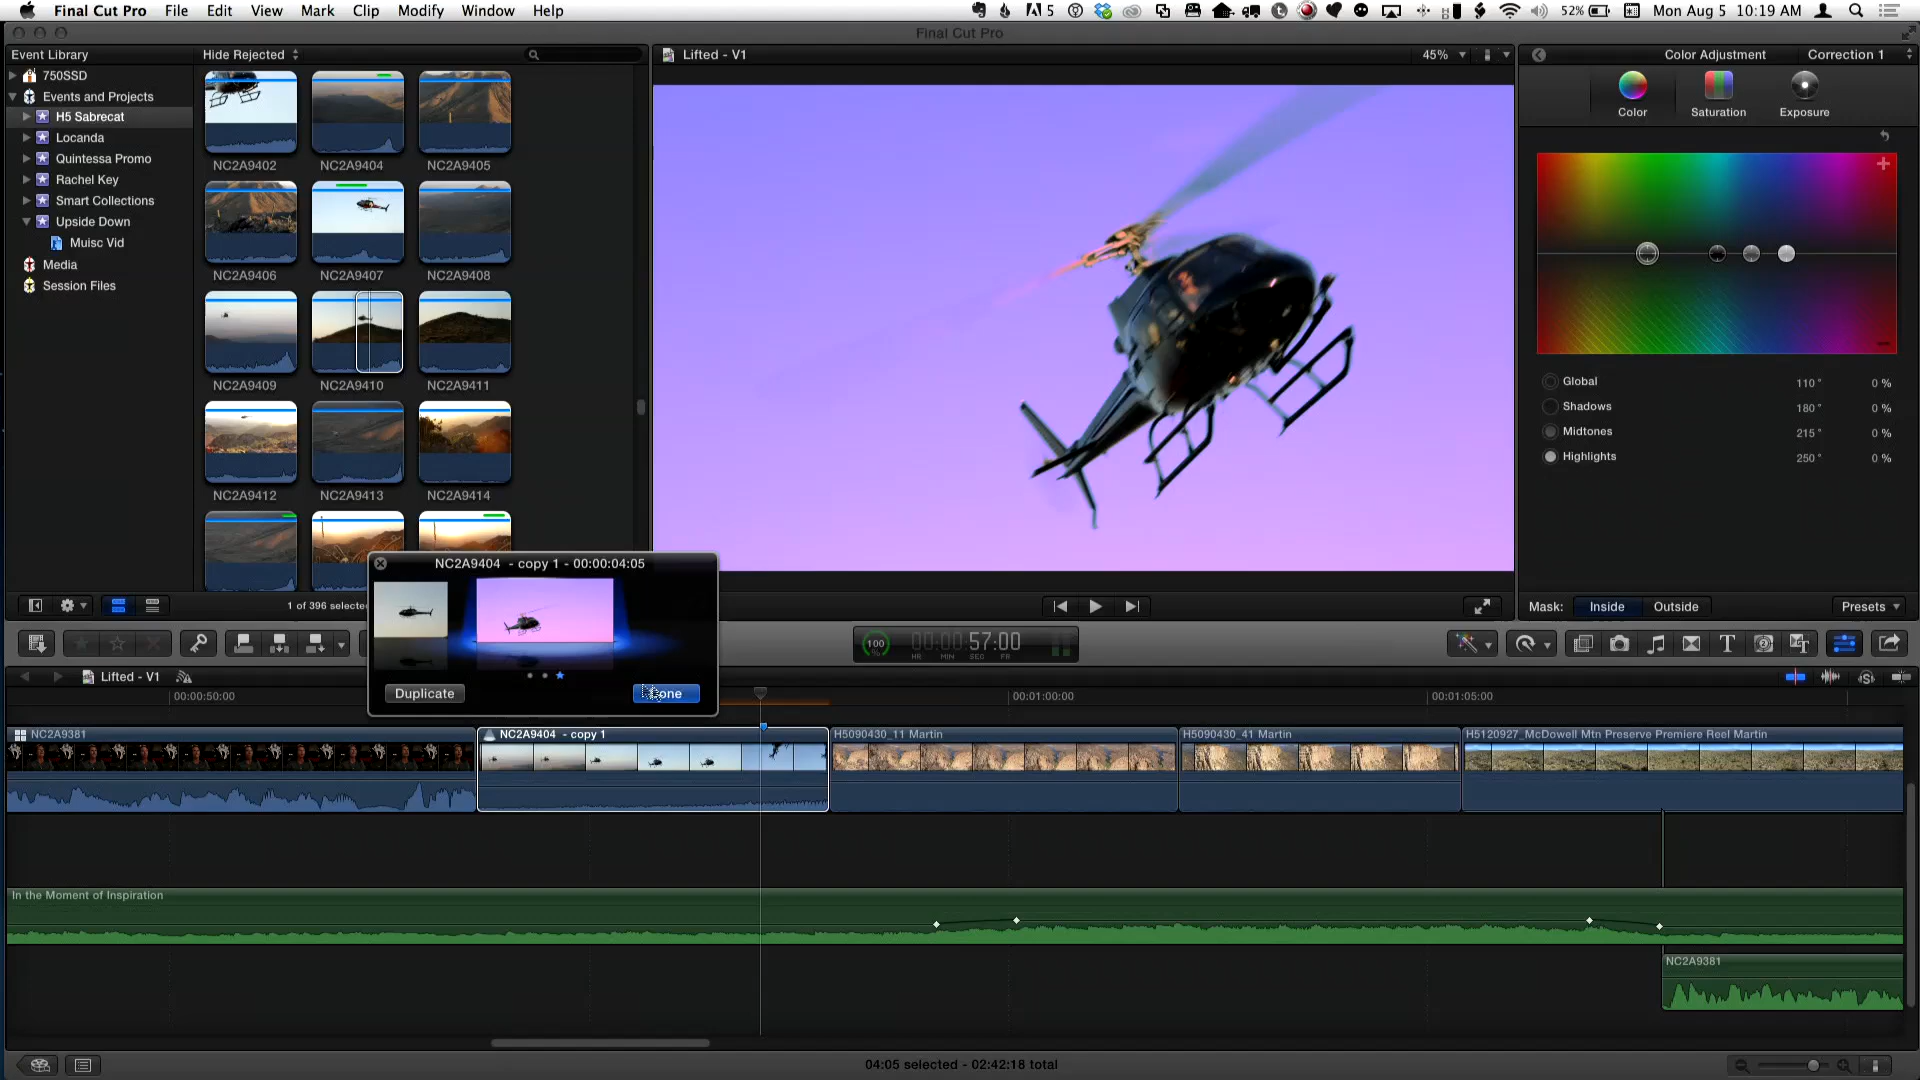 Final Cut Pro File Edit View Mark Clip Modify Window Help
5 52% Mon Aug 5 10:19 AM
Final Cut Pro
Event Library
Hide Rejected
750SSD
Events and Projects
H5 Sabrecat
Locanda
Quintessa Promo
Rachel Key
Smart Collections
Upside Down
Muisc Vid
Media
Session Files
NC2A9402 NC2A9404 NC2A9405
NC2A9406 NC2A9407 NC2A9408
NC2A9409 NC2A9410 NC2A9411
NC2A9412 NC2A9413 NC2A9414
1 of 396 selecte
Lifted - V1 45%
Color Adjustment Correction 1
Color Saturation Exposure
Global 110° 0 %
Shadows 180° 0 %
Midtones 215° 0 %
Highlights 250° 0 %
Mask: Inside Outside Presets
NC2A9404 - copy 1 - 00:00:04:05
Duplicate
100 % 00:00:57:00
HR MIN SEC FR
Lifted - V1
00:00:50:00 00:01:00:00 00:01:05:00
NC2A9381 NC2A9404 - copy 1 H5090430_11 Martin H5090430_41 Martin H5120927_McDowell Mtn Preserve Premiere Reel Martin
In the Moment of Inspiration
NC2A9381
04:05 selected - 02:42:18 total